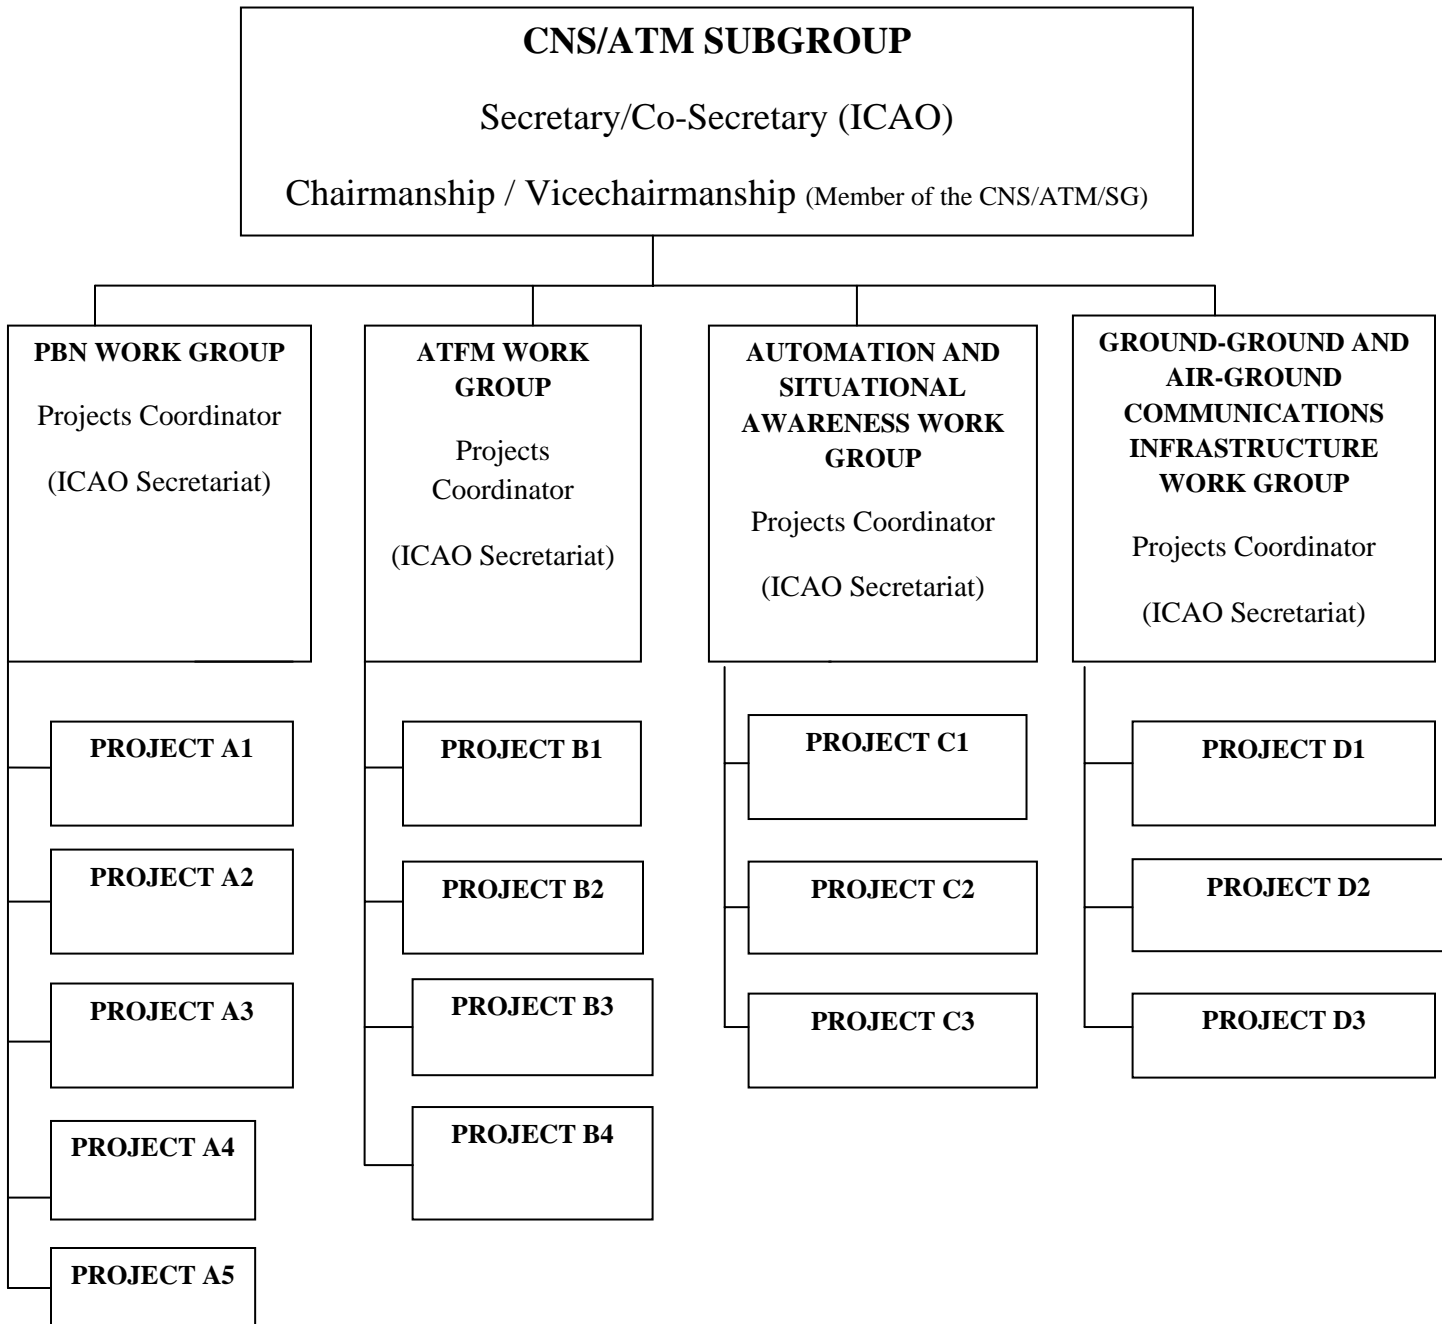 CNS/ATM SUBGROUP
Secretary/Co-Secretary (ICAO)
Chairmanship / Vicechairmanship (Member of the CNS/ATM/SG)
PBN WORK GROUP
Projects Coordinator
(ICAO Secretariat)
ATFM WORK
GROUP
Projects
Coordinator
(ICAO Secretariat)
AUTOMATION AND
SITUATIONAL
AWARENESS WORK
GROUP
Projects Coordinator
(ICAO Secretariat)
GROUND-GROUND AND
AIR-GROUND
COMMUNICATIONS
INFRASTRUCTURE
WORK GROUP
Projects Coordinator
(ICAO Secretariat)
PROJECT A1
PROJECT A2
PROJECT A3
PROJECT A4
PROJECT A5
PROJECT B1
PROJECT B2
PROJECT B3
PROJECT B4
PROJECT C1
PROJECT C2
PROJECT C3
PROJECT D1
PROJECT D2
PROJECT D3